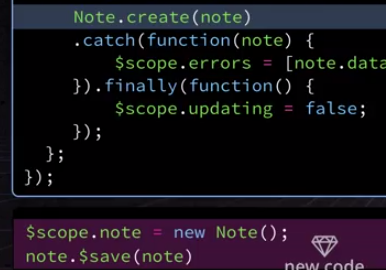 Note.create(note)
.catch(function(note) {
$scope.errors = [note.data
}).finally(function() {
$scope.updating = false;
});
};
});
$scope.note = new Note();
note.$save(note)
new code